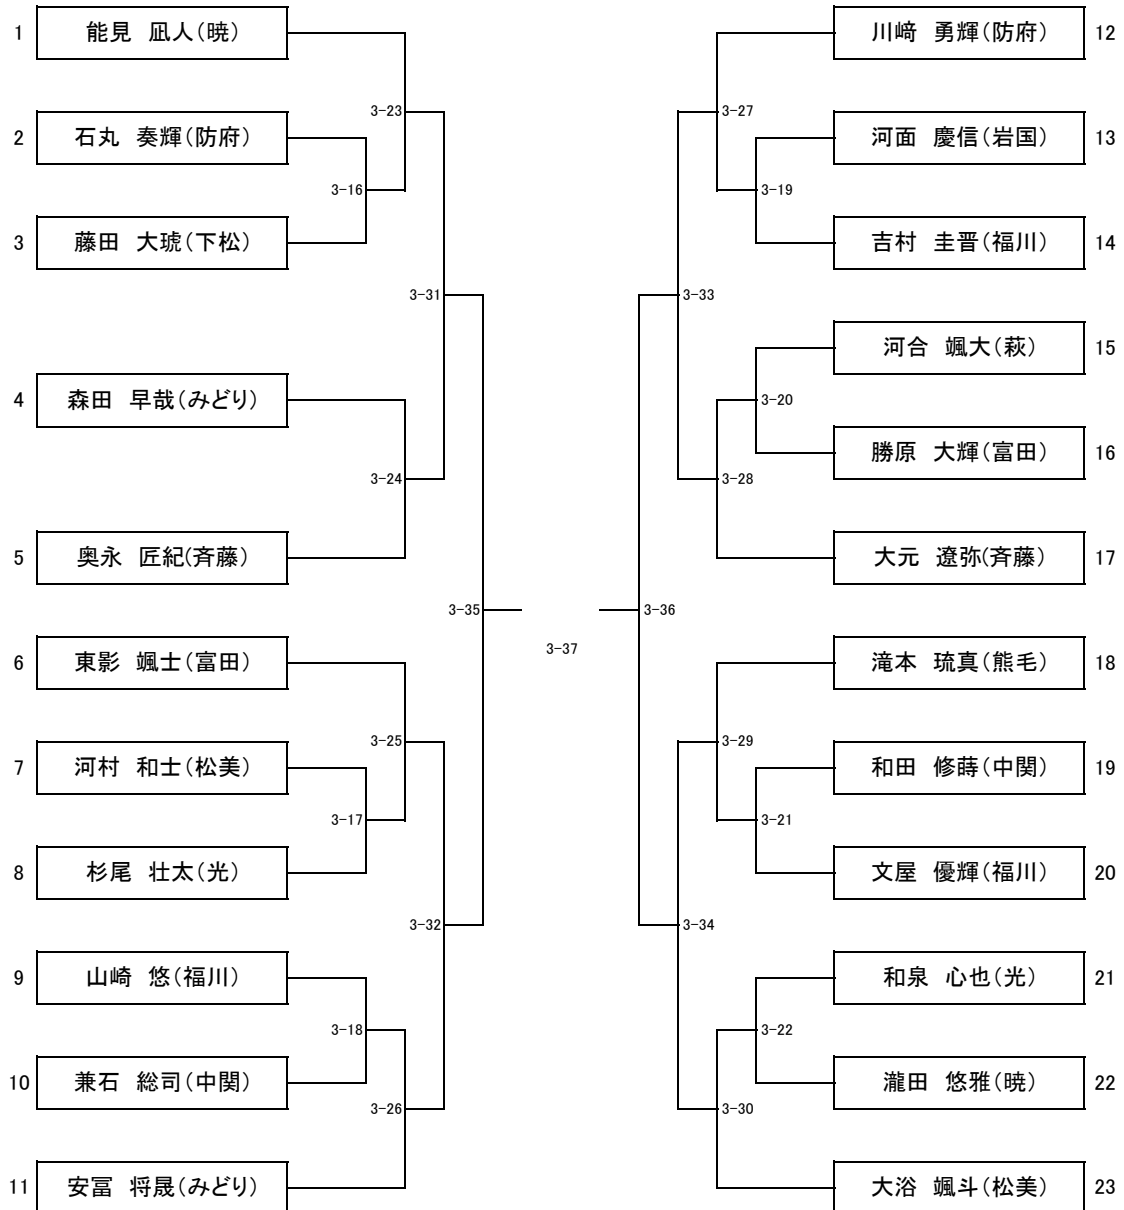 1 能見　凪人(暁)
2 石丸　奏輝(防府)
3 藤田　大琥(下松)
4 森田　早哉(みどり)
5 奥永　匠紀(斉藤)
6 東影　颯士(富田)
7 河村　和士(松美)
8 杉尾　壮太(光)
9 山崎　悠(福川)
10 兼石　総司(中関)
11 安冨　将晟(みどり)
3-23
3-16
3-31
3-24
3-35
3-25
3-17
3-32
3-18
3-26
3-37
3-27
3-19
3-33
3-20
3-28
3-36
3-29
3-21
3-34
3-22
3-30
川﨑　勇輝(防府) 12
河面　慶信(岩国) 13
吉村　圭晋(福川) 14
河合　颯大(萩) 15
勝原　大輝(富田) 16
大元　遼弥(斉藤) 17
滝本　琉真(熊毛) 18
和田　修蒔(中関) 19
文屋　優輝(福川) 20
和泉　心也(光) 21
瀧田　悠雅(暁) 22
大浴　颯斗(松美) 23